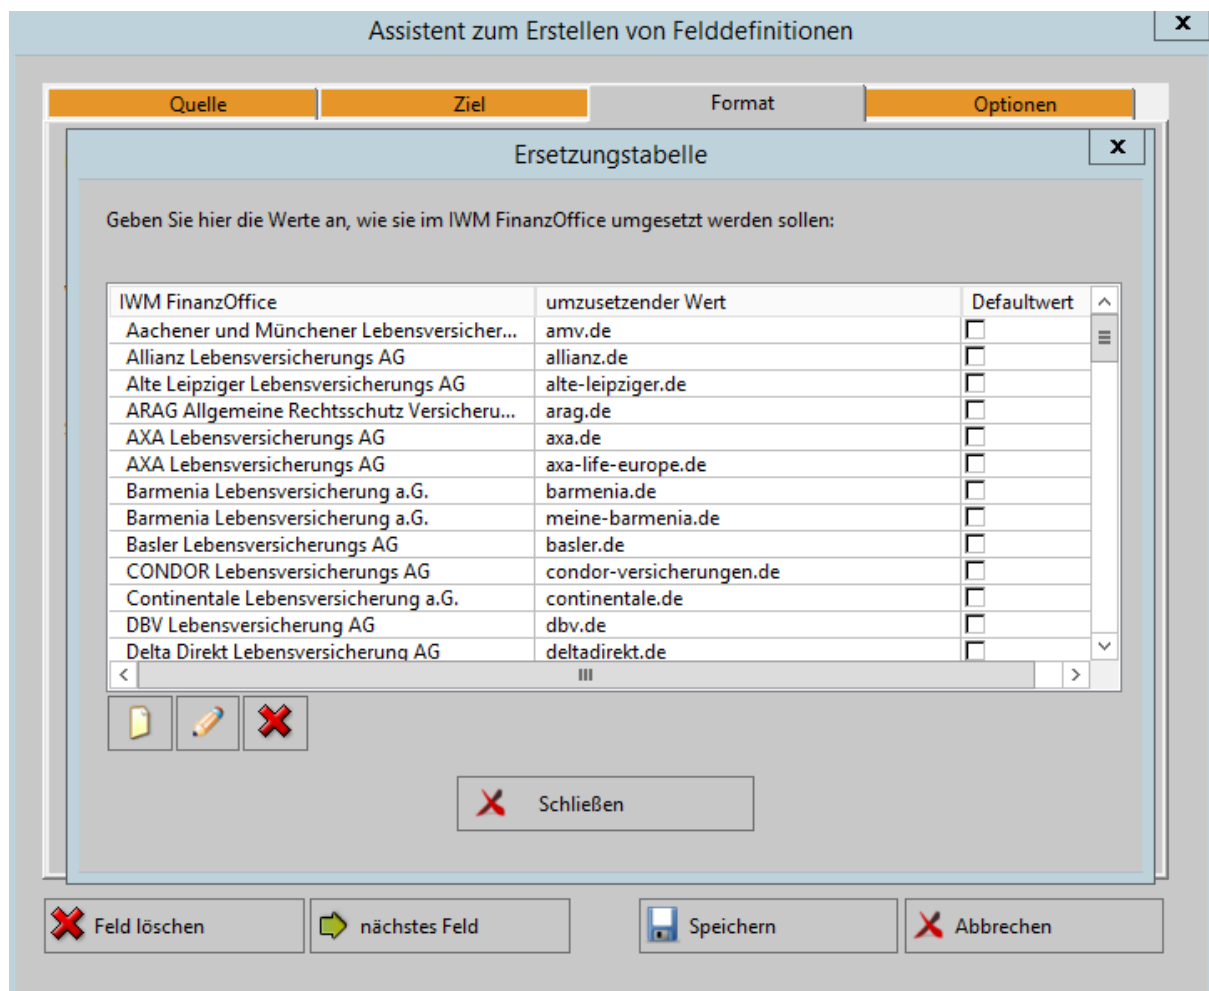 Assistent zum Erstellen von Felddefinitionen
x
Quelle Ziel Format Optionen
Ersetzungstabelle
x
Geben Sie hier die Werte an, wie sie im IWM FinanzOffice umgesetzt werden sollen:
IWM FinanzOffice umzusetzender Wert Defaultwert
Aachener und Münchener Lebensversicher... amv.de
Allianz Lebensversicherungs AG allianz.de
Alte Leipziger Lebensversicherungs AG alte-leipziger.de
ARAG Allgemeine Rechtsschutz Versicheru... arag.de
AXA Lebensversicherungs AG axa.de
AXA Lebensversicherungs AG axa-life-europe.de
Barmenia Lebensversicherung a.G. barmenia.de
Barmenia Lebensversicherung a.G. meine-barmenia.de
Basler Lebensversicherungs AG basler.de
CONDOR Lebensversicherungs AG condor-versicherungen.de
Continentale Lebensversicherung a.G. continentale.de
DBV Lebensversicherung AG dbv.de
Delta Direkt Lebensversicherung AG deltadirekt.de
Schließen
Feld löschen nächstes Feld Speichern Abbrechen